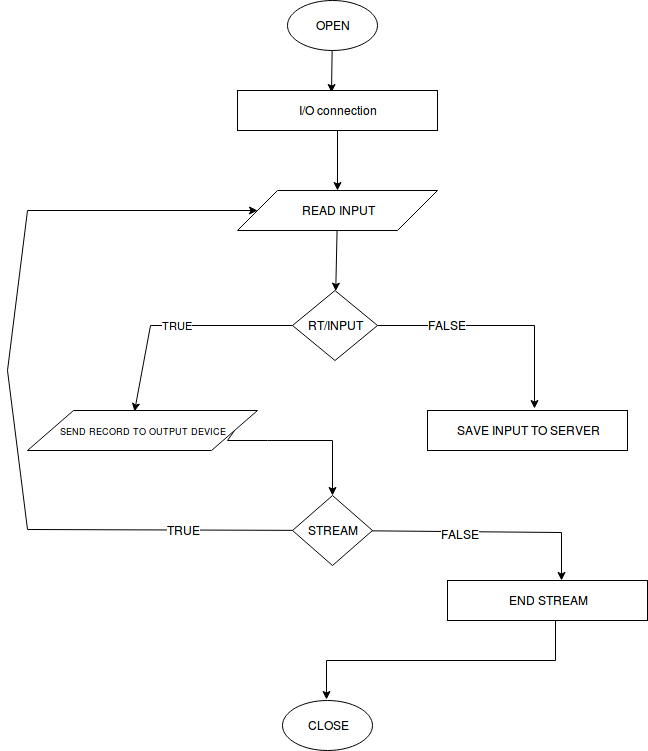 OPEN
I/O connection
READ INPUT
RT/INPUT
TRUE
FALSE
SEND RECORD TO OUTPUT DEVICE
SAVE INPUT TO SERVER
STREAM
TRUE
FALSE
END STREAM
CLOSE